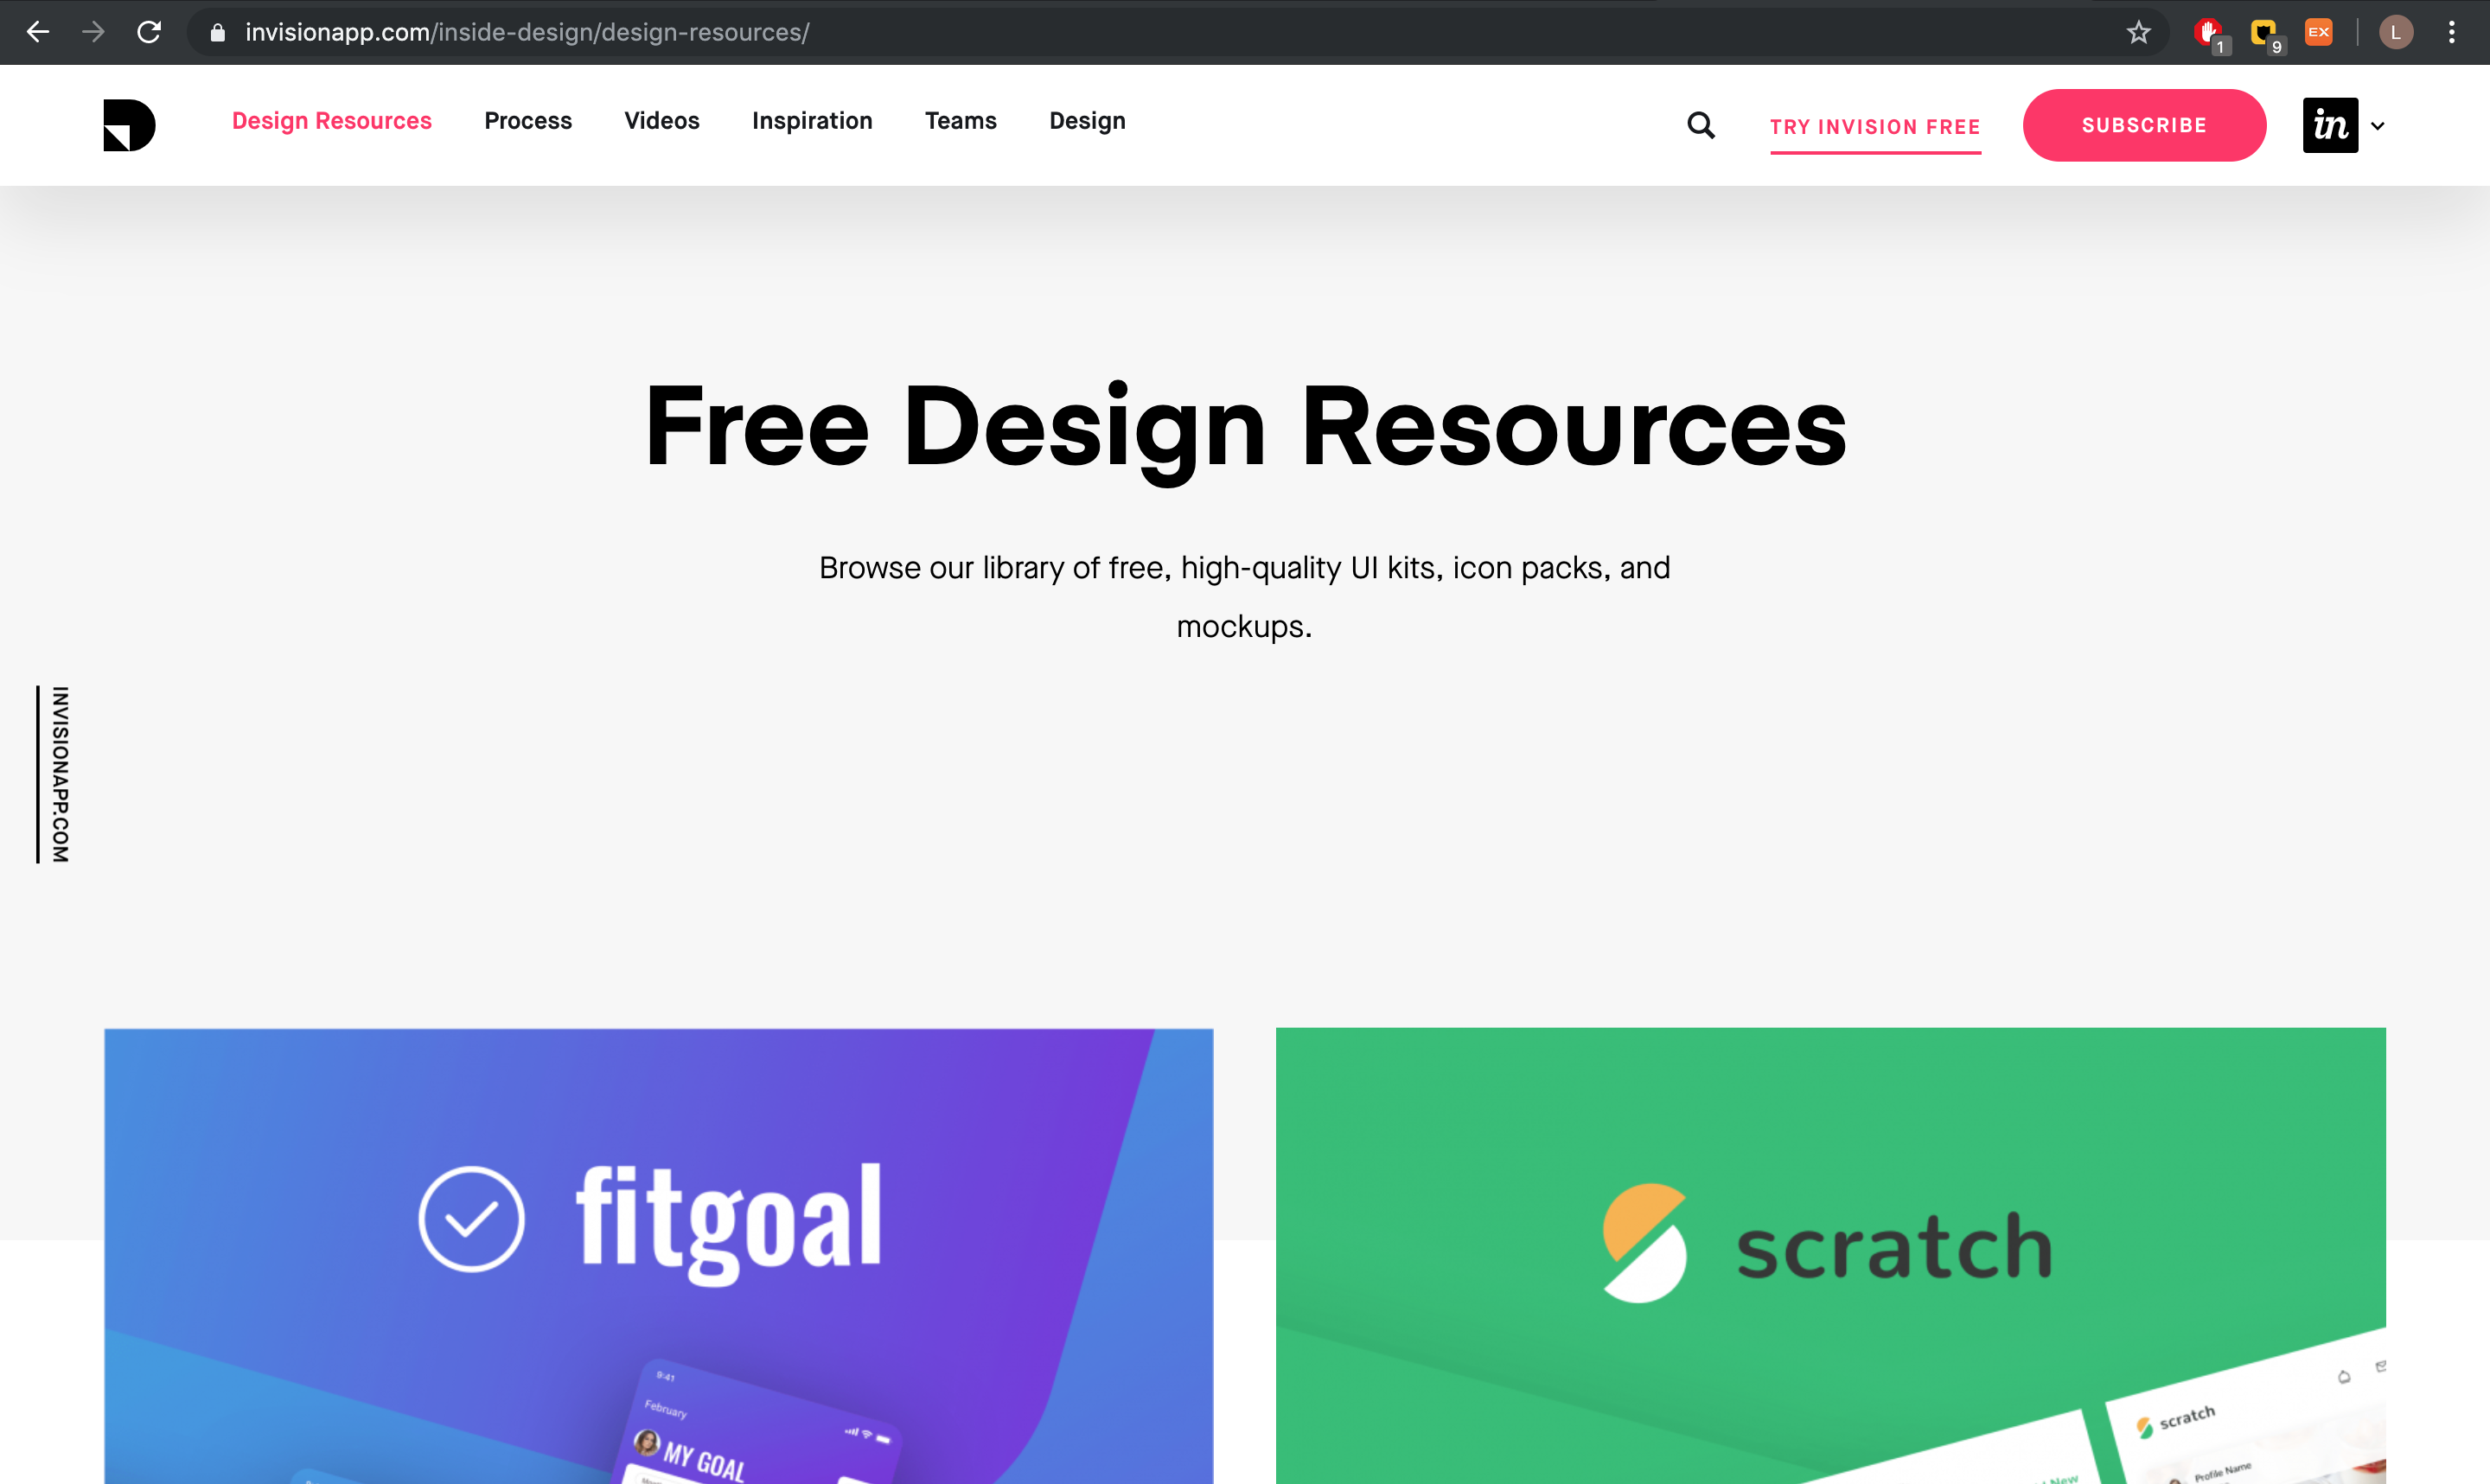 invisionapp.com/inside-design/design-resources/
1
9
EX
L
Design Resources
Process
Videos
Inspiration
Teams
Design
TRY INVISION FREE
SUBSCRIBE
in
Free Design Resources
Browse our library of free, high-quality UI kits, icon packs, and
mockups.
INVISIONAPP.COM
fitgoal
9:41
February
MY GOAL
scratch
scratch
Profile Name
New